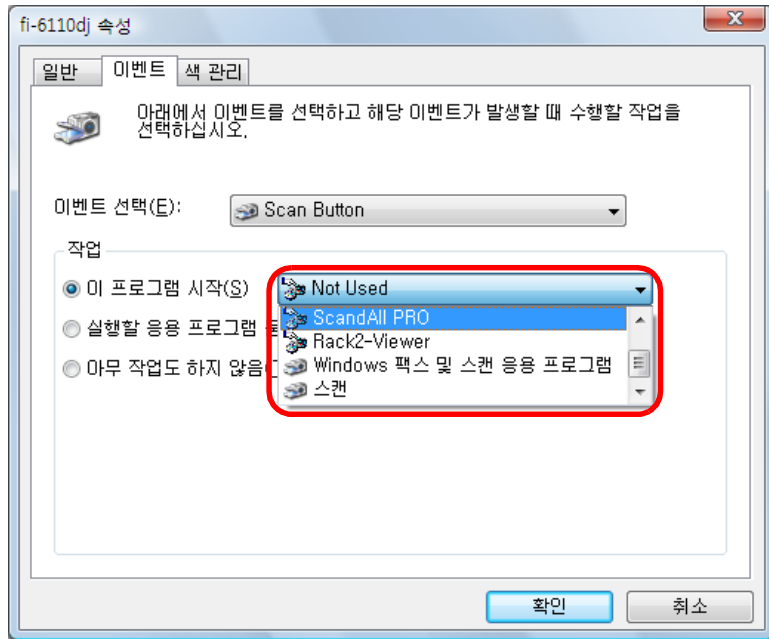 fi-6110dj 속성
일반 이벤트 색 관리
아래에서 이벤트를 선택하고 해당 이벤트가 발생할 때 수행할 작업을
선택하십시오.
이벤트 선택(E): Scan Button
작업
이 프로그램 시작(S) Not Used
ScandAll PRO
실행할 응용 프로그램
Rack2-Viewer
Windows 팩스 및 스캔 응용 프로그램
아무 작업도 하지 않음(
스캔
확인 취소